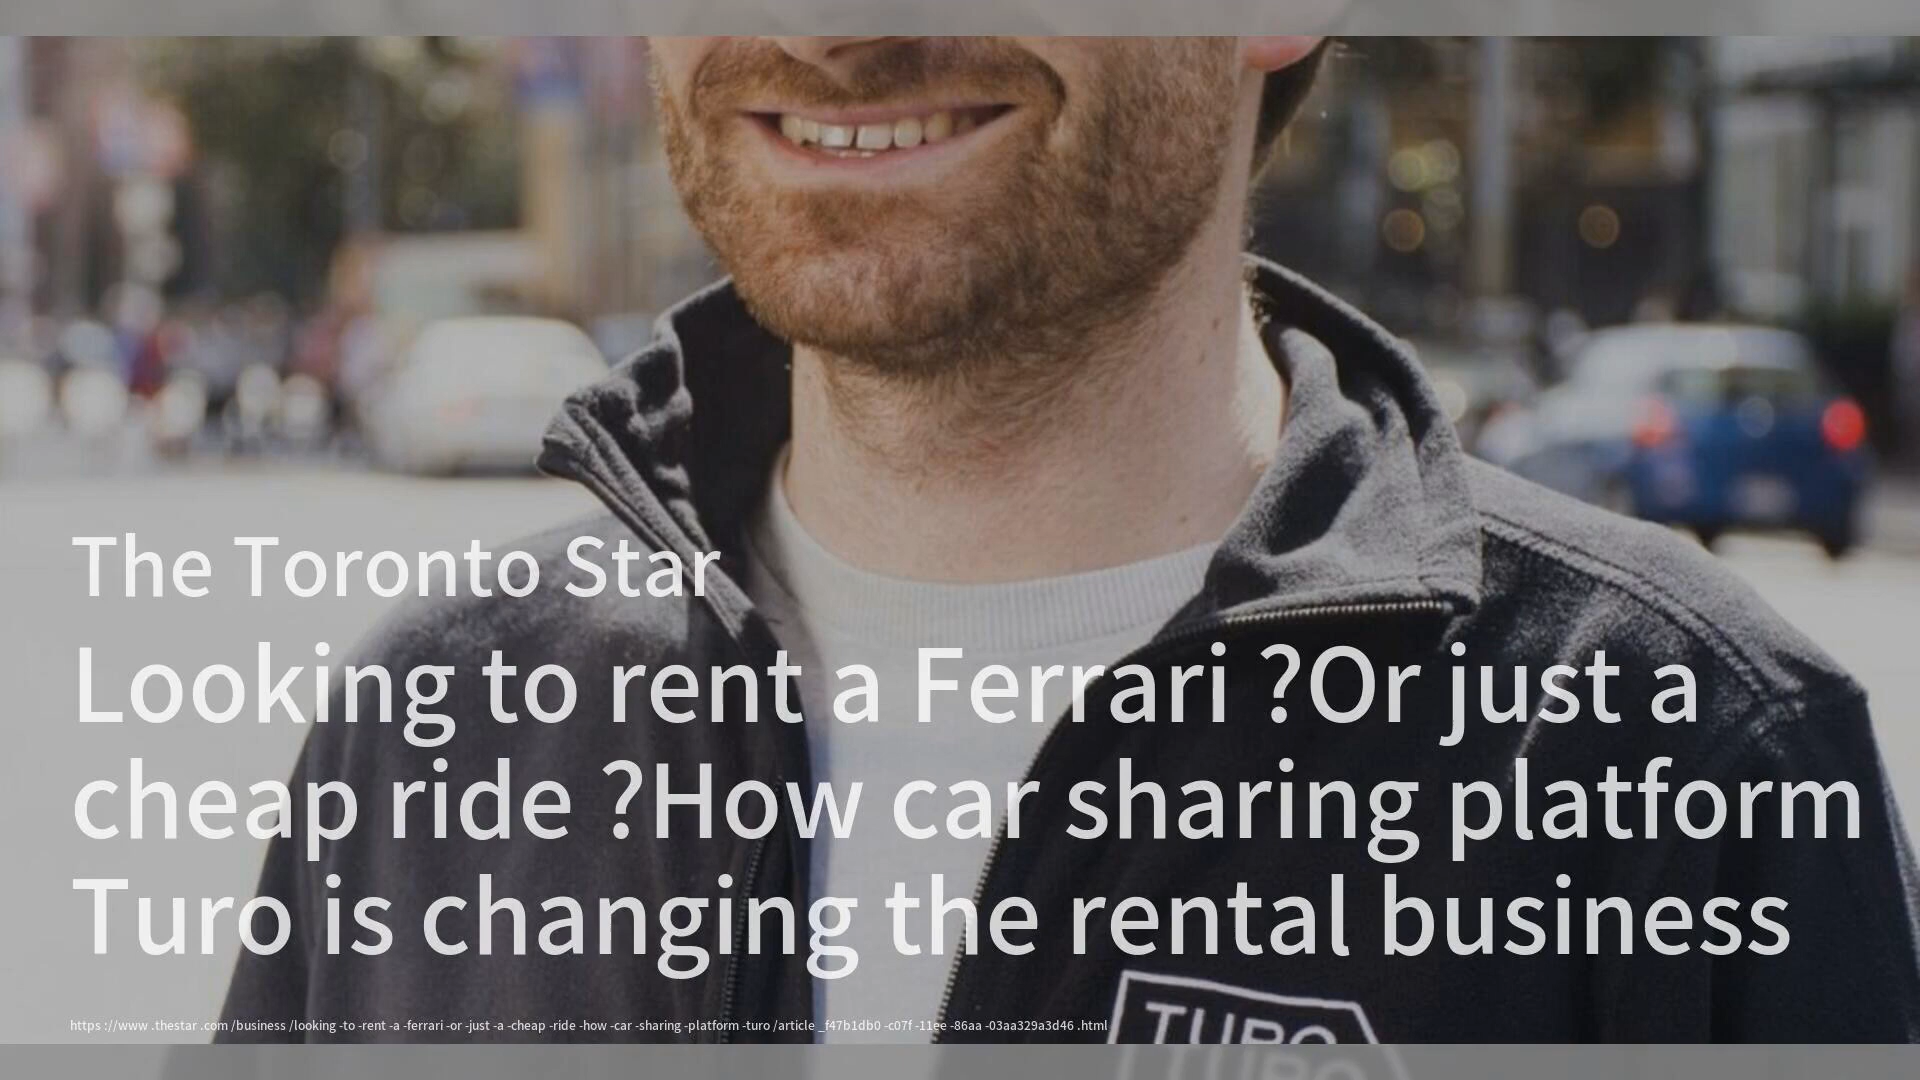 The Toronto Star
Looking to rent a Ferrari ?Or just a
cheap ride ?How car sharing platform
Turo is changing the rental business
https ://www .thestar .com /business /looking -to -rent -a -ferrari -or -just -a -cheap -ride -how -car -sharing -platform -turo /article _f47b1db0 -c07f -11ee -86aa -03aa329a3d46 .html
TURO
TURO